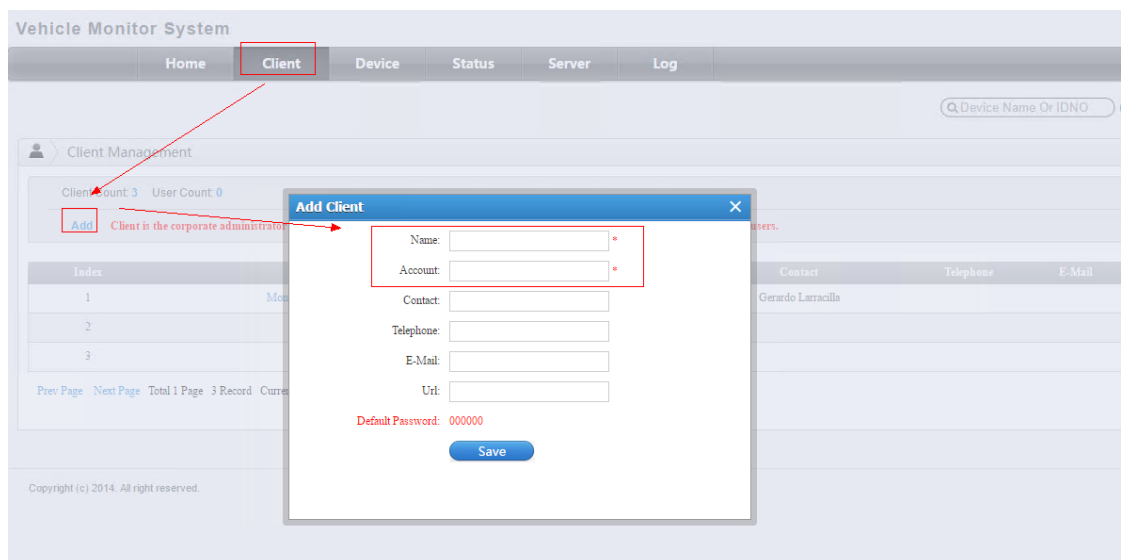 Vehicle Monitor System
Home Client Device Status Server Log
Device Name Or IDNO
Client Management
Client Count: 3 User Count: 0
Add Client is the corporate administrator users.
Add Client
Name: *
Account: *
Contact:
Telephone:
E-Mail:
Url:
Default Password: 000000
Save
Index Contact Telephone E-Mail
1 Gerardo Larracilla
2
3
Prev Page Next Page Total 1 Page 3 Record
Copyright (c) 2014. All right reserved.